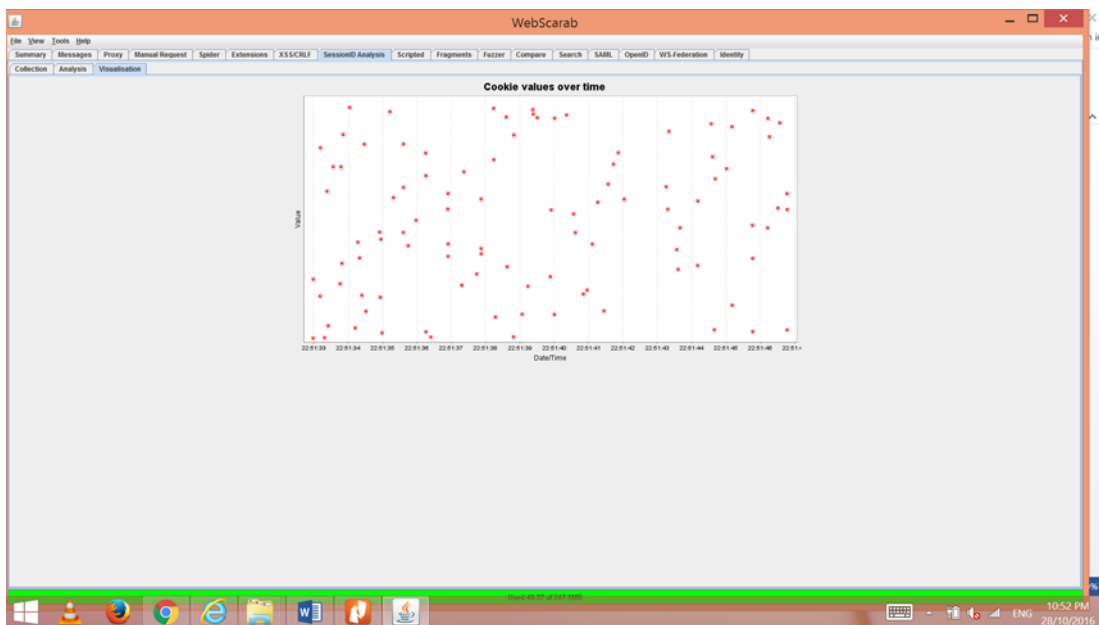 WebScarab
File View Tools Help
Summary Messages Proxy Manual Request Spider Extensions XSS/CRLF SessionID Analysis Scripted Fragments Fuzzer Compare Search SAML OpenID WS-Federation Identity
Collection Analysis Visualisation
Cookie values over time
Value
22:51:33 22:51:34 22:51:35 22:51:36 22:51:37 22:51:38 22:51:39 22:51:40 22:51:41 22:51:42 22:51:43 22:51:44 22:51:45 22:51:46 22:51:4
Date/Time
ENG
10:52 PM
28/10/2016